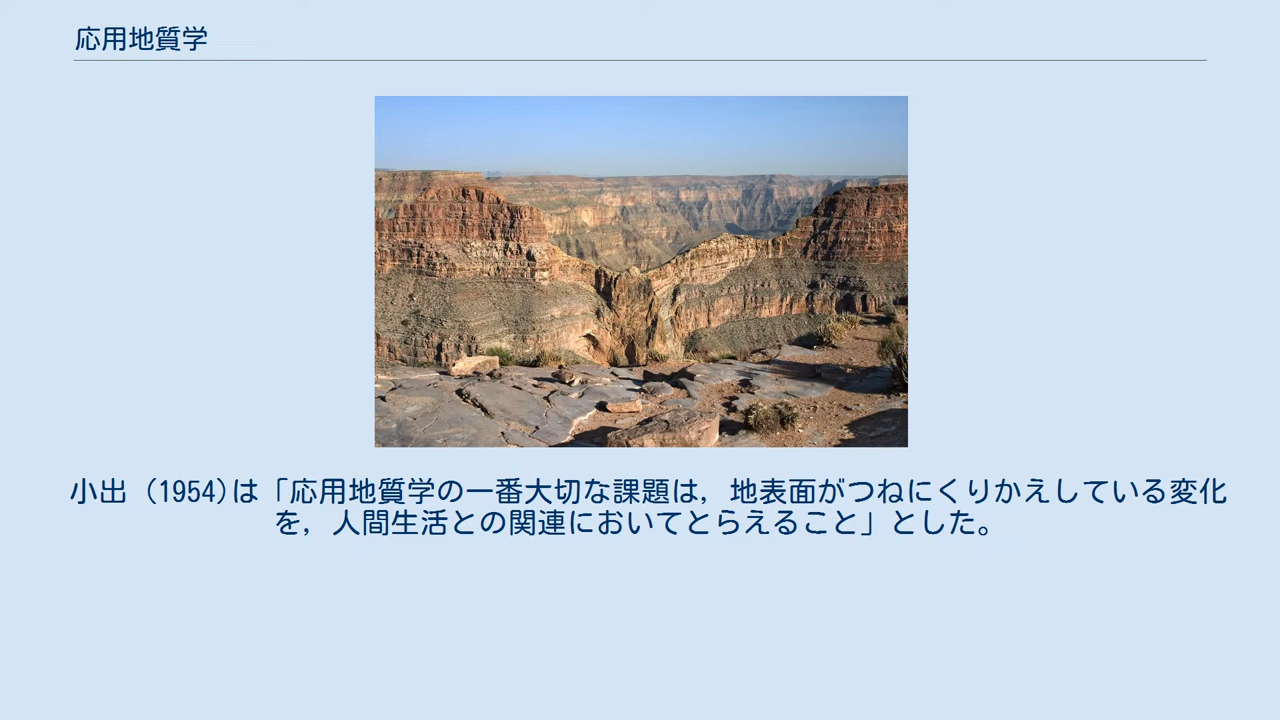 応用地質学
小出 (1954)は「応用地質学の一番大切な課題は, 地表面がつねにくりかえしている変化
を, 人間生活との関連においてとらえること」とした。